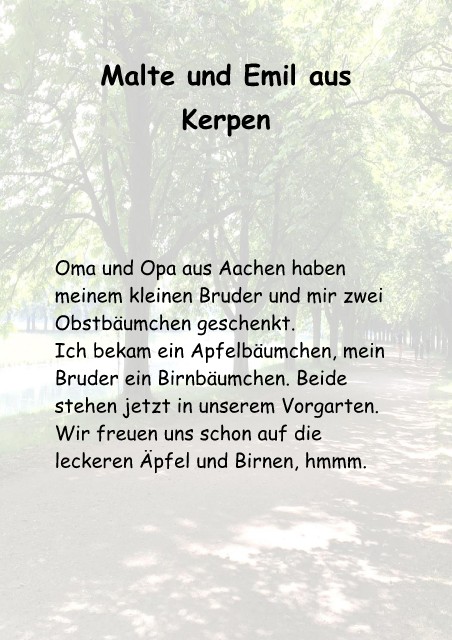 Malte und Emil aus
Kerpen
Oma und Opa aus Aachen haben
meinem kleinen Bruder und mir zwei
Obstbäumchen geschenkt.
Ich bekam ein Apfelbäumchen, mein
Bruder ein Birnbäumchen. Beide
stehen jetzt in unserem Vorgarten.
Wir freuen uns schon auf die
leckeren Äpfel und Birnen, hmmm.